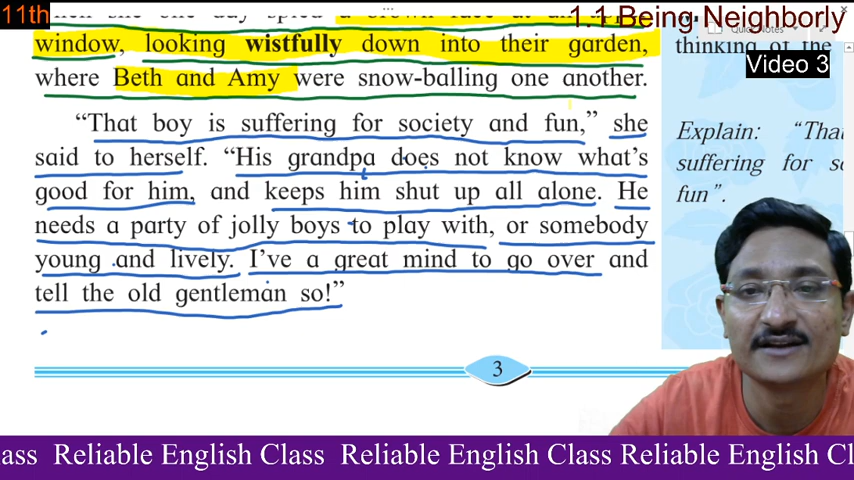 11th
1.1 Being Neighborly
window, looking wistfully down into their garden,
where Beth and Amy were snow-balling one another.
“That boy is suffering for society and fun,” she
said to herself. “His grandpa does not know what’s
good for him, and keeps him shut up all alone. He
needs a party of jolly boys to play with, or somebody
young and lively. I’ve a great mind to go over and
tell the old gentleman so!”
3
thinking of the
Video 3
Explain: “That
suffering for
fun”.
Reliable English Class Reliable English Class Reliable English